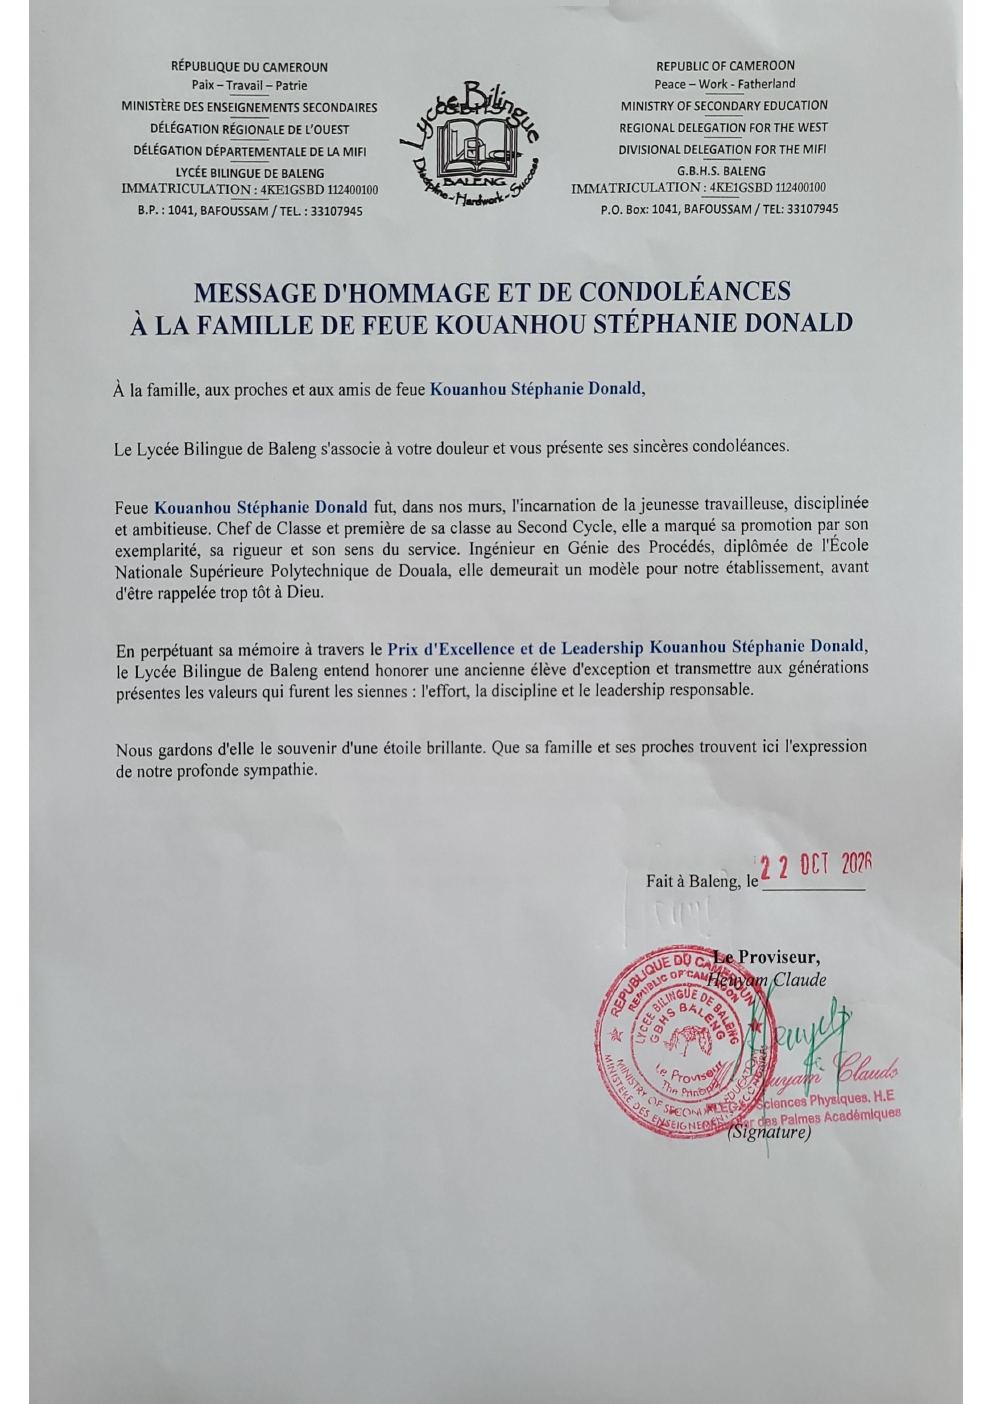 RÉPUBLIQUE DU CAMEROUN
Paix – Travail – Patrie
MINISTÈRE DES ENSEIGNEMENTS SECONDAIRES
DÉLÉGATION RÉGIONALE DE L'OUEST
DÉLÉGATION DÉPARTEMENTALE DE LA MIFI
LYCÉE BILINGUE DE BALENG
IMMATRICULATION : 4KE1GSBD 112400100
B.P. : 1041, BAFOUSSAM / TEL. : 33107945
Lycée Bilingue
BALENG
Discipline-Hardwork-Success
REPUBLIC OF CAMEROON
Peace – Work - Fatherland
MINISTRY OF SECONDARY EDUCATION
REGIONAL DELEGATION FOR THE WEST
DIVISIONAL DELEGATION FOR THE MIFI
G.B.H.S. BALENG
IMMATRICULATION : 4KE1GSBD 112400100
P.O. Box: 1041, BAFOUSSAM / TEL: 33107945
MESSAGE D'HOMMAGE ET DE CONDOLÉANCES
À LA FAMILLE DE FEUE KOUANHOU STÉPHANIE DONALD
À la famille, aux proches et aux amis de feue Kouanhou Stéphanie Donald,
Le Lycée Bilingue de Baleng s'associe à votre douleur et vous présente ses sincères condoléances.
Feue Kouanhou Stéphanie Donald fut, dans nos murs, l'incarnation de la jeunesse travailleuse, disciplinée
et ambitieuse. Chef de Classe et première de sa classe au Second Cycle, elle a marqué sa promotion par son
exemplarité, sa rigueur et son sens du service. Ingénieur en Génie des Procédés, diplômée de l'École
Nationale Supérieure Polytechnique de Douala, elle demeurait un modèle pour notre établissement, avant
d'être rappelée trop tôt à Dieu.
En perpétuant sa mémoire à travers le Prix d'Excellence et de Leadership Kouanhou Stéphanie Donald,
le Lycée Bilingue de Baleng entend honorer une ancienne élève d'exception et transmettre aux générations
présentes les valeurs qui furent les siennes : l'effort, la discipline et le leadership responsable.
Nous gardons d'elle le souvenir d'une étoile brillante. Que sa famille et ses proches trouvent ici l'expression
de notre profonde sympathie.
Fait à Baleng, le 22 OCT 2026
Le Proviseur,
Heuyam Claude
RÉPUBLIQUE DU CAMEROUN
REPUBLIC OF CAMEROON
LYCEE BILINGUE DE BALENG
GBHS BALENG
Le Proviseur
The Principal
MINISTRY OF SECONDARY EDUCATION
MINISTERE DES ENSEIGNEMENTS SECONDAIRES
Claude
Sciences Physiques, H.E
des Palmes Académiques
(Signature)